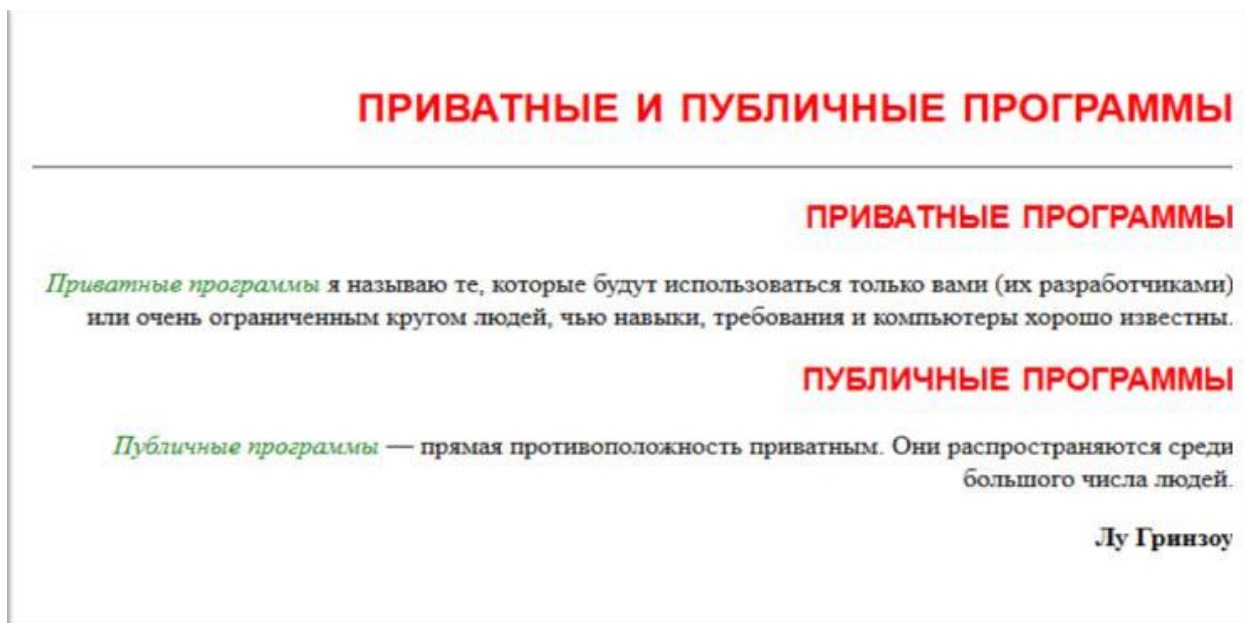 ПРИВАТНЫЕ И ПУБЛИЧНЫЕ ПРОГРАММЫ
ПРИВАТНЫЕ ПРОГРАММЫ
Приватные программы я называю те, которые будут использоваться только вами (их разработчиками)
или очень ограниченным кругом людей, чью навыки, требования и компьютеры хорошо известны.
ПУБЛИЧНЫЕ ПРОГРАММЫ
Публичные программы — прямая противоположность приватным. Они распространяются среди
большого числа людей.
Лу Гринзоу